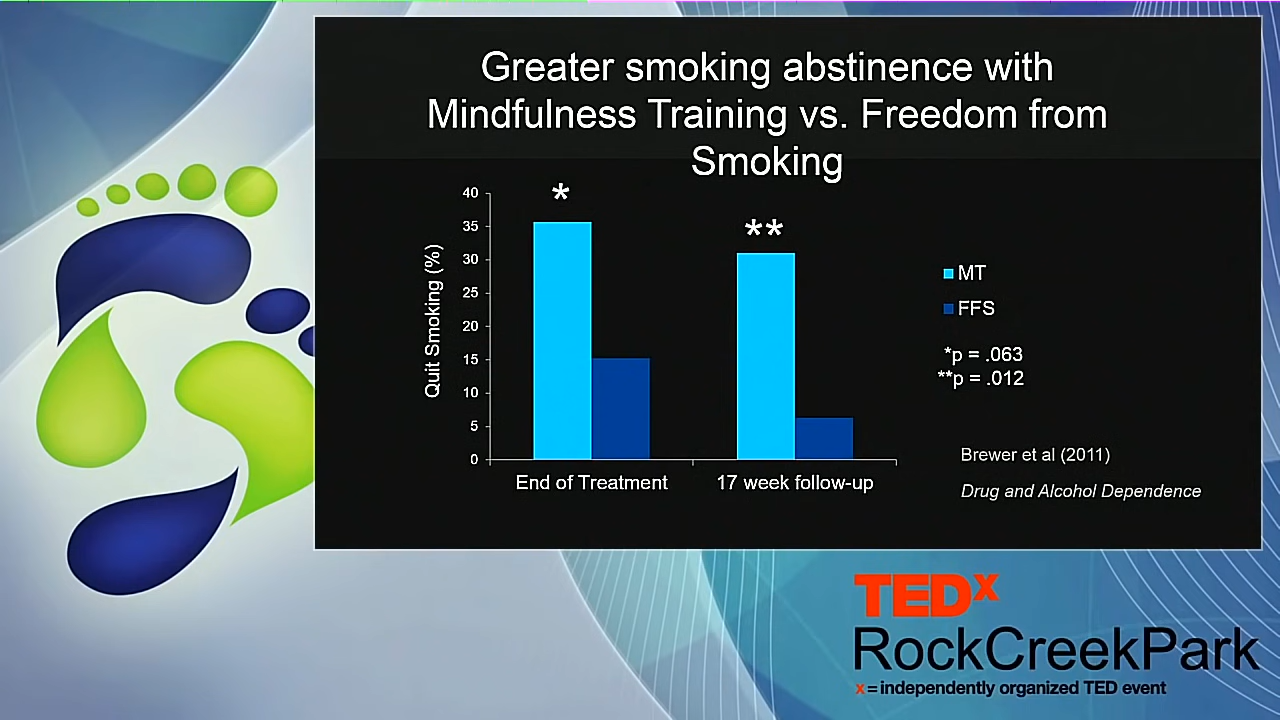 Greater smoking abstinence with
Mindfulness Training vs. Freedom from
Smoking
40
35
30
25
20
15
10
5
0
Quit Smoking (%)
*
**
End of Treatment
17 week follow-up
MT
FFS
*p = .063
**p = .012
Brewer et al (2011)
Drug and Alcohol Dependence
TEDx
RockCreekPark
x = independently organized TED event